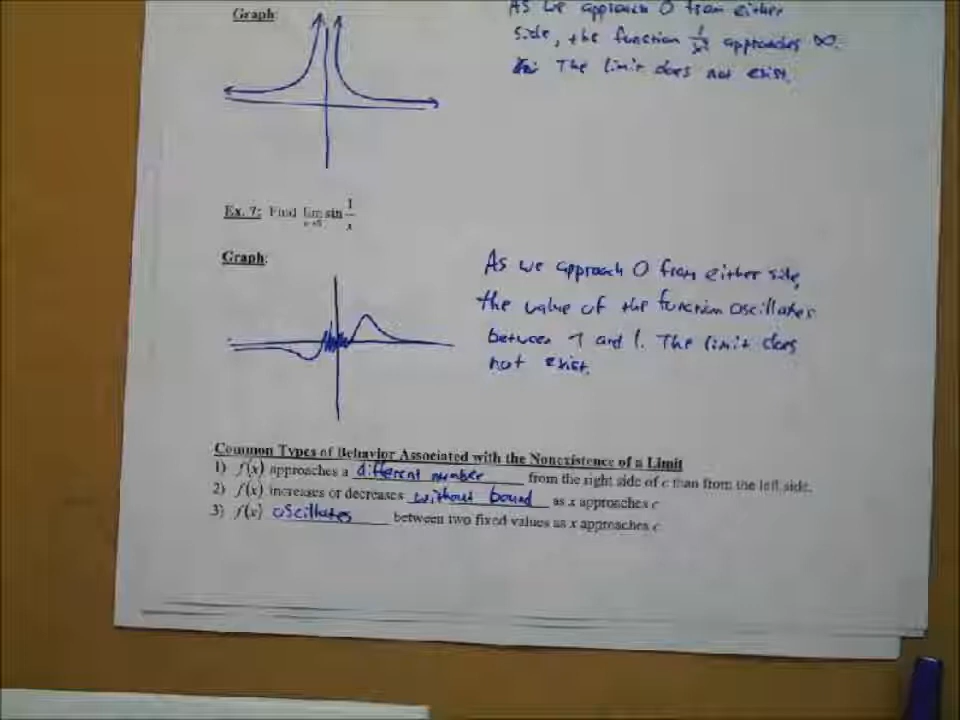 Graph:
As we approach 0 from either
side, the function 1/x² approaches ∞.
The limit does not exist.
Ex. 7: Find lim sin 1/x
x→0
Graph:
As we approach 0 from either side,
the value of the function oscillates
between -1 and 1. The limit does
not exist.
Common Types of Behavior Associated with the Nonexistence of a Limit
1) f(x) approaches a different number from the right side of c than from the left side.
2) f(x) increases or decreases without bound as x approaches c
3) f(x) oscillates between two fixed values as x approaches c